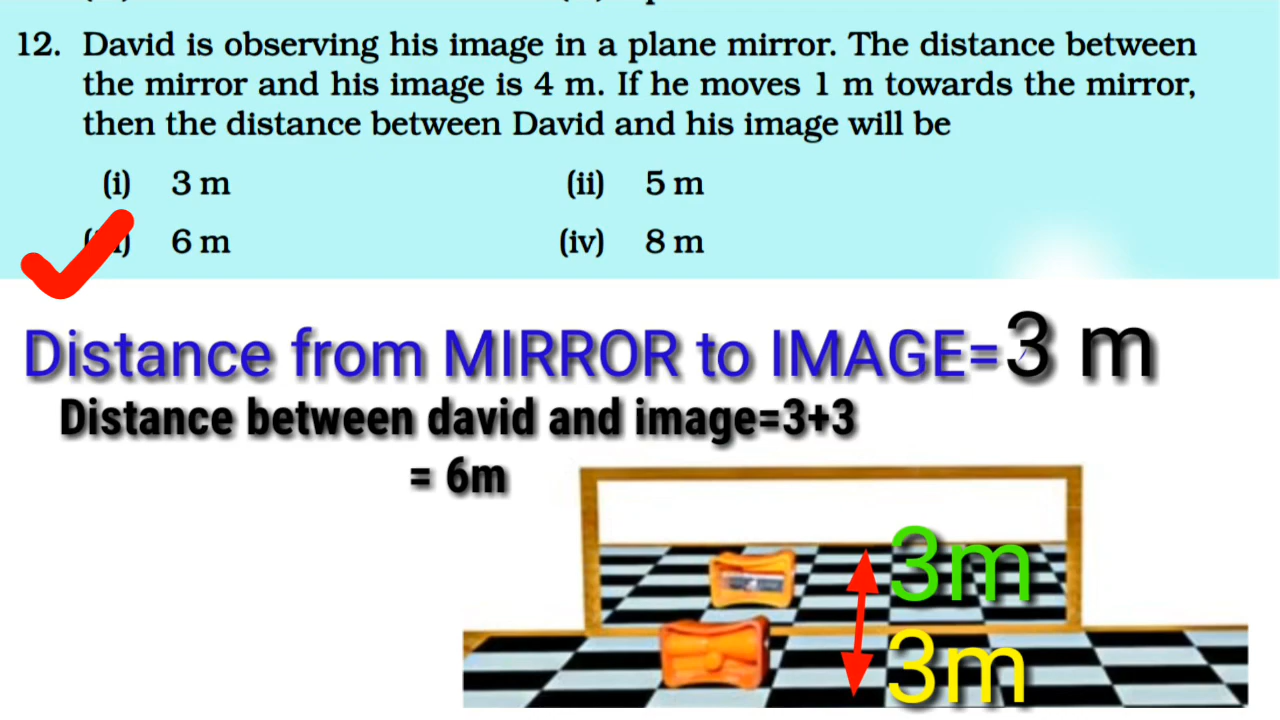 12. David is observing his image in a plane mirror. The distance between
the mirror and his image is 4 m. If he moves 1 m towards the mirror,
then the distance between David and his image will be
(i) 3 m (ii) 5 m
6 m (iv) 8 m
Distance from MIRROR to IMAGE=3 m
Distance between david and image=3+3
= 6m
3m
3m